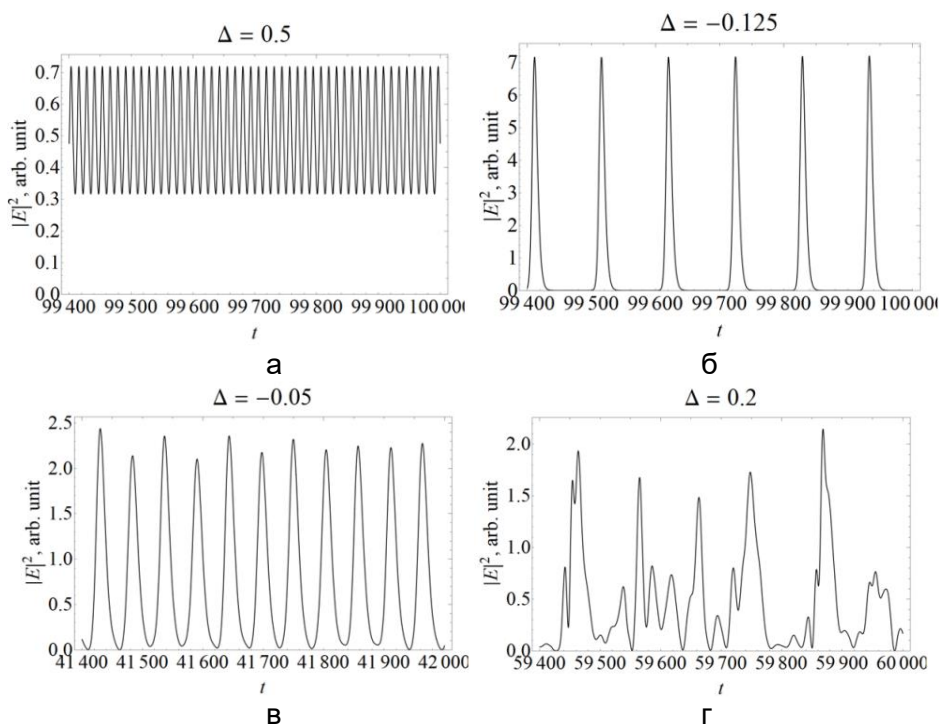 Δ = 0.5
|E|², arb. unit
0.7
0.6
0.5
0.4
0.3
0.2
0.1
0.0
99 400 99 500 99 600 99 700 99 800 99 900 100 000
t
а
Δ = −0.125
|E|², arb. unit
7
6
5
4
3
2
1
0
99 400 99 500 99 600 99 700 99 800 99 900 100 000
t
б
Δ = −0.05
|E|², arb. unit
2.5
2.0
1.5
1.0
0.5
0.0
41 400 41 500 41 600 41 700 41 800 41 900 42 000
t
в
Δ = 0.2
|E|², arb. unit
2.0
1.5
1.0
0.5
0.0
59 400 59 500 59 600 59 700 59 800 59 900 60 000
t
г